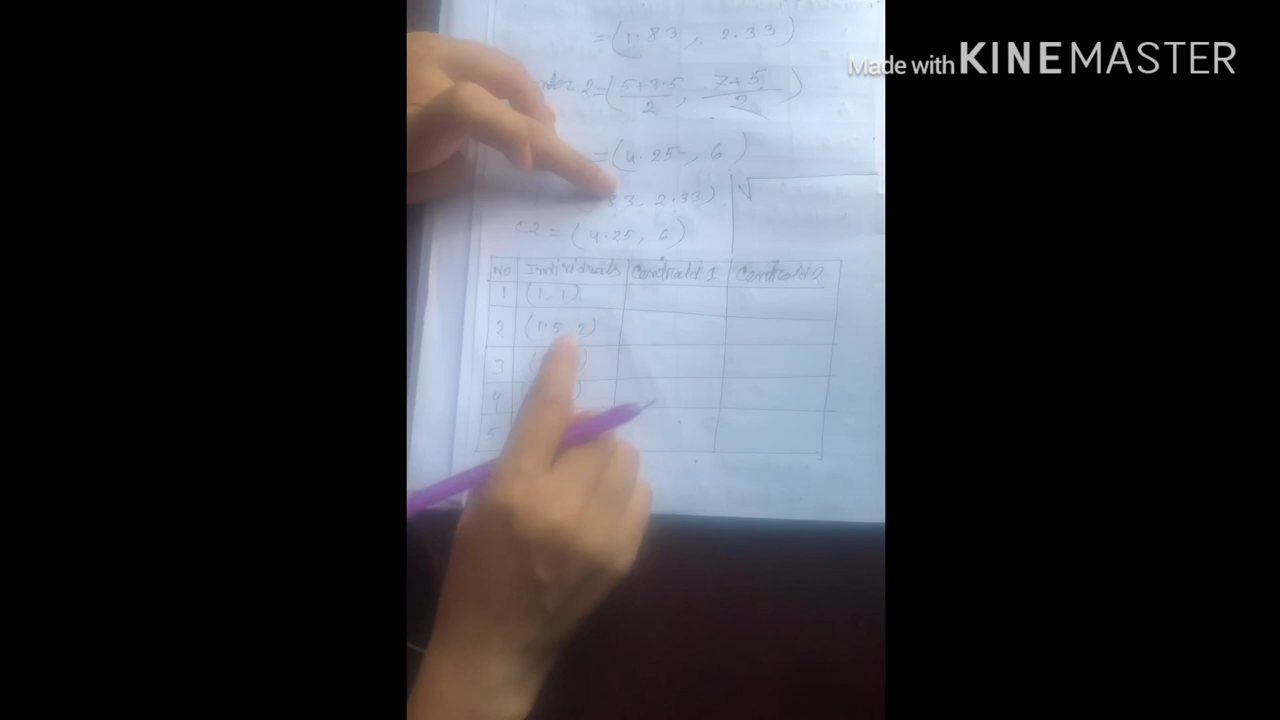 = (1.83, 2.33)
Made with KINEMASTER
2 = (5+3.5/2, 7+5/2)
= (4.25, 6)
83, 2.33) √
C2 = (4.25, 6)
NO Individuals Centroid 1 Centroid 2
1 (1, 1)
2 (1.5, 2)
3
4
5